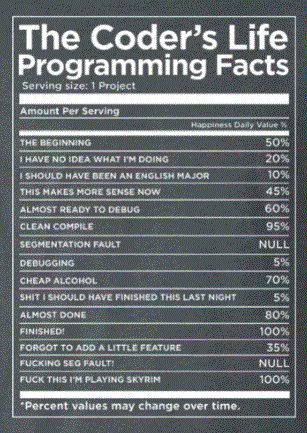 The Coder's Life
Programming Facts
Serving size: 1 Project
Amount Per Serving
Happiness Daily Value %
THE BEGINNING 50%
I HAVE NO IDEA WHAT I'M DOING 20%
I SHOULD HAVE BEEN AN ENGLISH MAJOR 10%
THIS MAKES MORE SENSE NOW 45%
ALMOST READY TO DEBUG 60%
CLEAN COMPILE 95%
SEGMENTATION FAULT NULL
DEBUGGING 5%
CHEAP ALCOHOL 70%
SHIT I SHOULD HAVE FINISHED THIS LAST NIGHT 5%
ALMOST DONE 80%
FINISHED! 100%
FORGOT TO ADD A LITTLE FEATURE 35%
FUCKING SEG FAULT! NULL
FUCK THIS I'M PLAYING SKYRIM 100%
*Percent values may change over time.